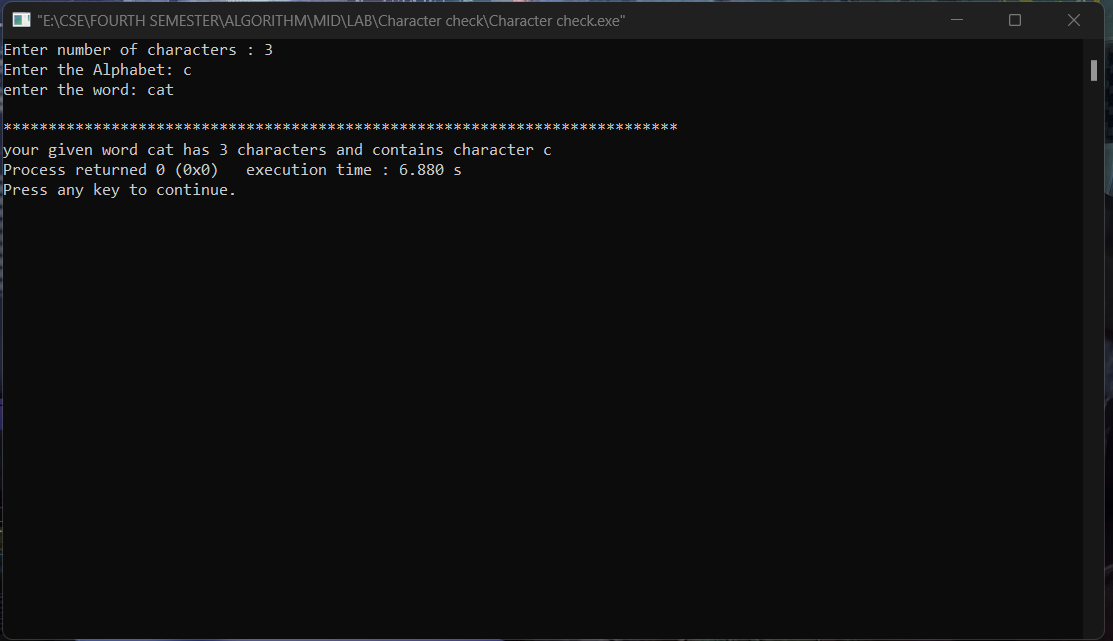 "E:\CSE\FOURTH SEMESTER\ALGORITHM\MID\LAB\Character check\Character check.exe"
Enter number of characters : 3
Enter the Alphabet: c
enter the word: cat
***************************************************************************
your given word cat has 3 characters and contains character c
Process returned 0 (0x0)   execution time : 6.880 s
Press any key to continue.